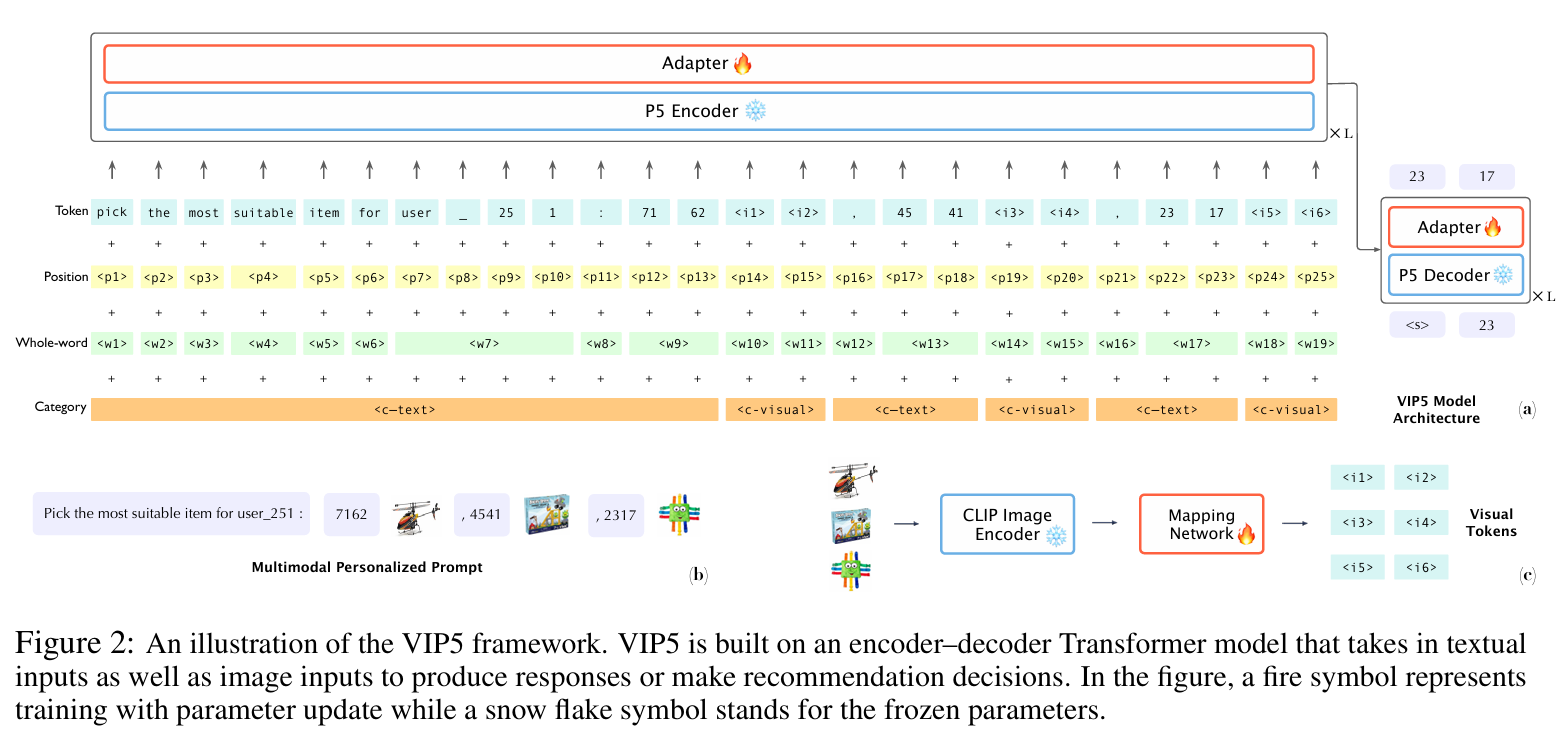 Adapter
P5 Encoder
× L
Token pick the most suitable item for user _ 25 1 : 71 62 <i1> <i2> , 45 41 <i3> <i4> , 23 17 <i5> <i6>
+ + + + + + + + + + + + + + + + + + + + + + + + +
Position <p1> <p2> <p3> <p4> <p5> <p6> <p7> <p8> <p9> <p10> <p11> <p12> <p13> <p14> <p15> <p16> <p17> <p18> <p19> <p20> <p21> <p22> <p23> <p24> <p25>
+ + + + + + + + + + + + + + + + + + + + + + + + +
Whole-word <w1> <w2> <w3> <w4> <w5> <w6> <w7> <w8> <w9> <w10> <w11> <w12> <w13> <w14> <w15> <w16> <w17> <w18> <w19>
+ + + + + + + + + + + + + + + + + + + + + + + + +
Category <c—text> <c-visual> <c—text> <c-visual> <c—text> <c-visual>
23 17
Adapter
P5 Decoder
× L
<s> 23
VIP5 Model
Architecture
(a)
Pick the most suitable item for user_251 : 7162 , 4541 , 2317
Multimodal Personalized Prompt
(b)
CLIP Image
Encoder
Mapping
Network
<i1> <i2>
<i3> <i4>
<i5> <i6>
Visual
Tokens
(c)
Figure 2: An illustration of the VIP5 framework. VIP5 is built on an encoder–decoder Transformer model that takes in textual
inputs as well as image inputs to produce responses or make recommendation decisions. In the figure, a fire symbol represents
training with parameter update while a snow flake symbol stands for the frozen parameters.